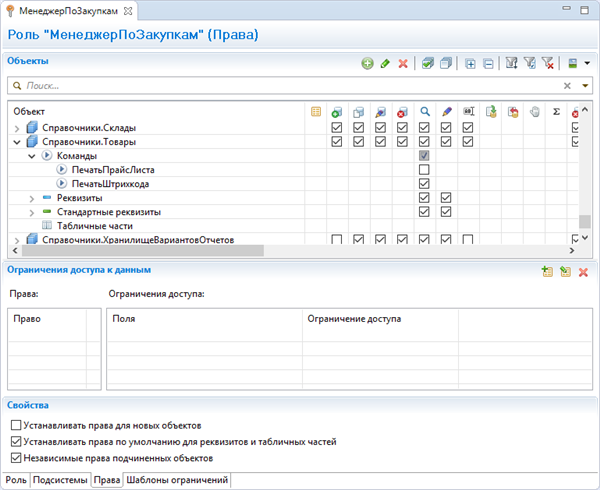 МенеджерПоЗакупкам
Роль "МенеджерПоЗакупкам" (Права)
Объекты
Поиск...
Объект
Справочники.Склады
Справочники.Товары
Команды
ПечатьПрайсЛиста
ПечатьШтрихкода
Реквизиты
Стандартные реквизиты
Табличные части
Справочники.ХранилищеВариантовОтчетов
Ограничения доступа к данным
Права: Ограничения доступа:
Право Поля Ограничение доступа
Свойства
Устанавливать права для новых объектов
Устанавливать права по умолчанию для реквизитов и табличных частей
Независимые права подчиненных объектов
Роль Подсистемы Права Шаблоны ограничений